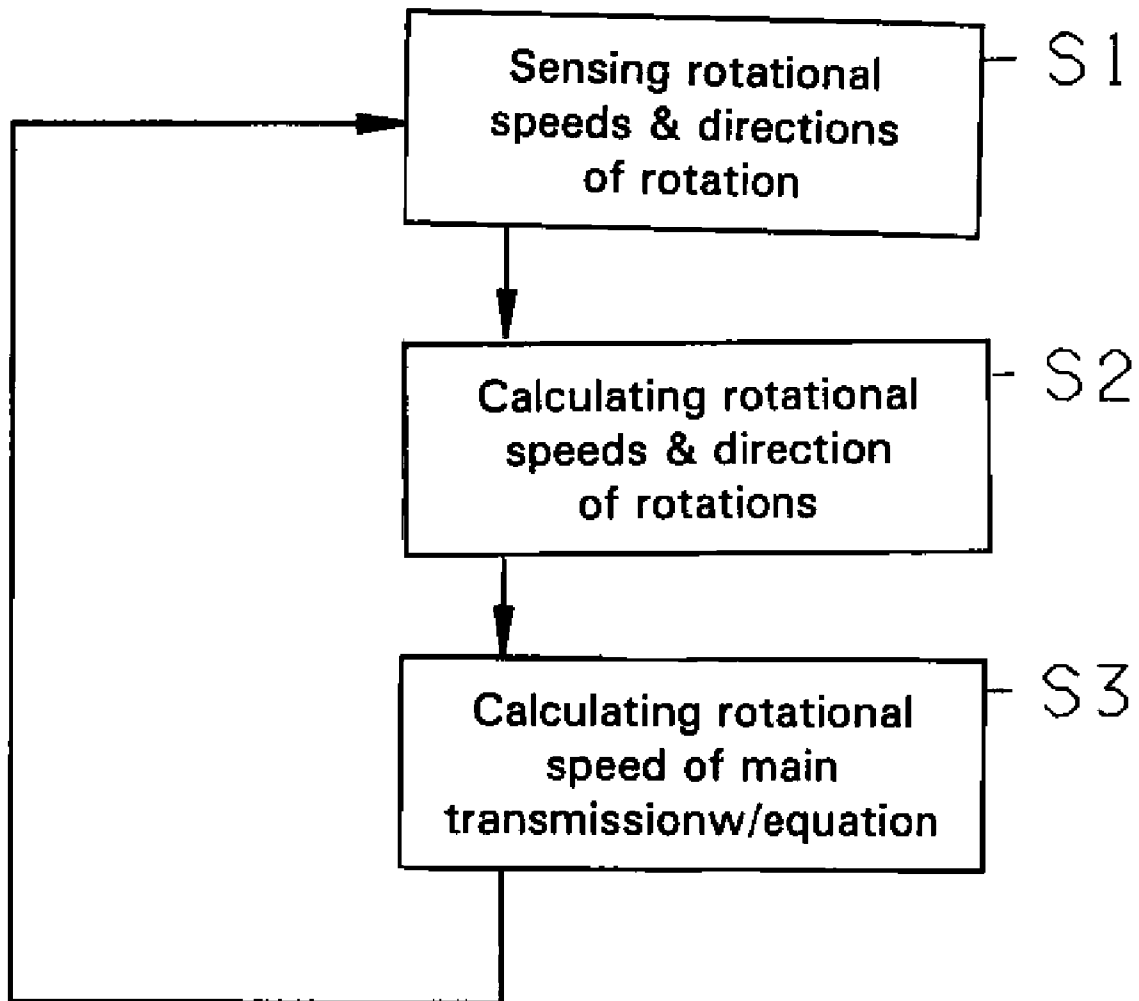 Sensing rotational
speeds & directions
of rotation
S1
Calculating rotational
speeds & direction
of rotations
S2
Calculating rotational
speed of main
transmissionw/equation
S3